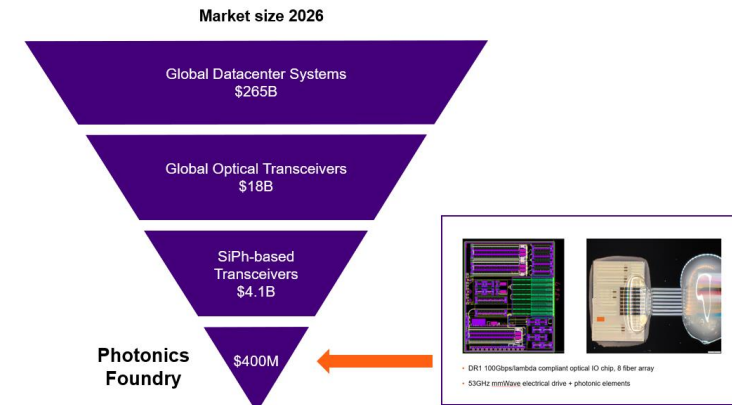 Market size 2026
Global Datacenter Systems
$265B
Global Optical Transceivers
$18B
SiPh-based
Transceivers
$4.1B
Photonics
Foundry
$400M
• DR1 100Gbps/lambda compliant optical IO chip, 8 fiber array
• 53GHz mmWave electrical drive + photonic elements